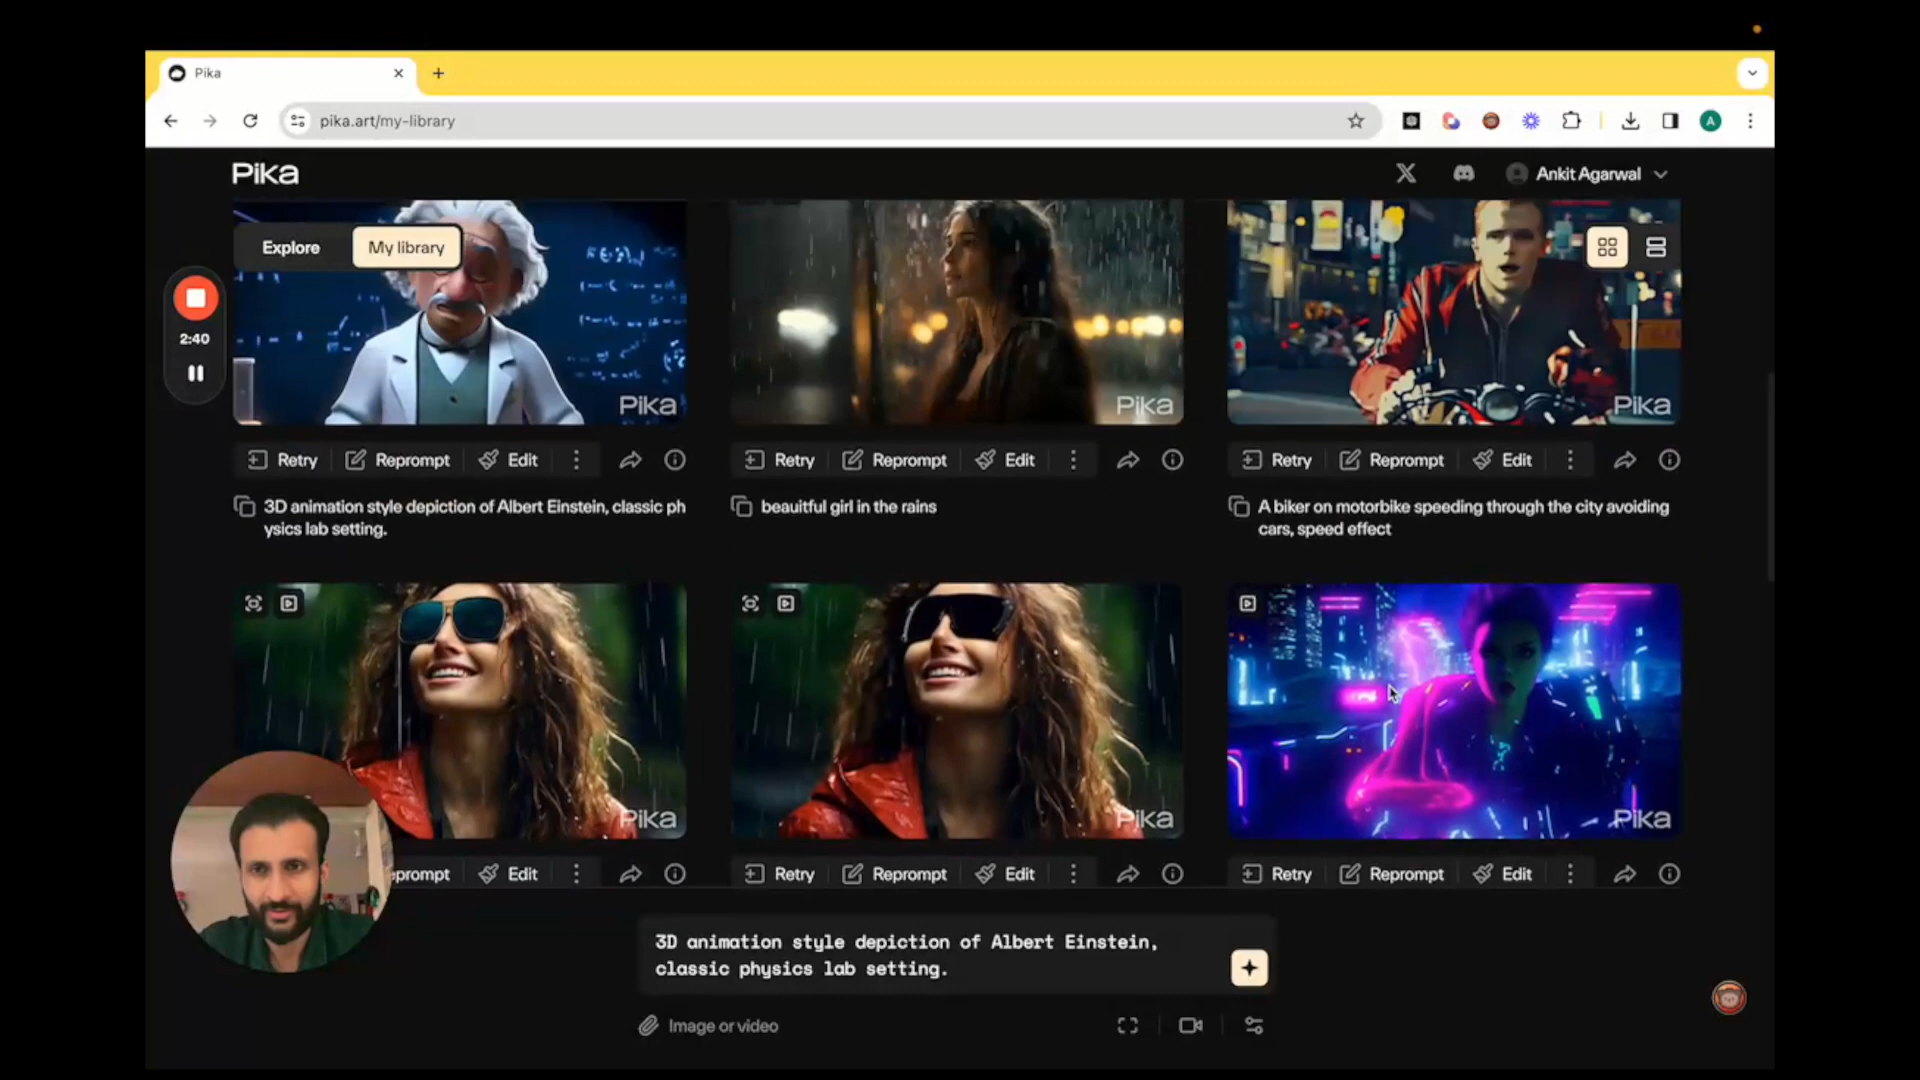 Pika
pika.art/my-library
A
Pika
Ankit Agarwal
Explore
My library
2:40
Pika
Pika
Pika
Retry
Reprompt
Edit
Retry
Reprompt
Edit
Retry
Reprompt
Edit
3D animation style depiction of Albert Einstein, classic ph
ysics lab setting.
beauitful girl in the rains
A biker on motorbike speeding through the city avoiding
cars, speed effect
Pika
Pika
Pika
eprompt
Edit
Retry
Reprompt
Edit
Retry
Reprompt
Edit
3D animation style depiction of Albert Einstein,
classic physics lab setting.
Image or video